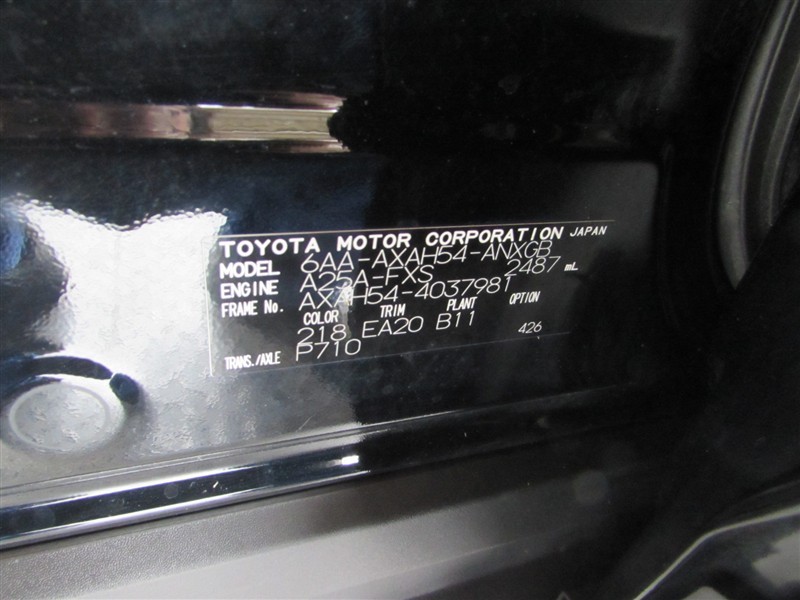 TOYOTA MOTOR CORPORATION JAPAN
MODEL 6AA-AXAH54-ANXGB
ENGINE A25A-FXS 2487 mL
FRAME No. AXAH54-4037981
COLOR TRIM PLANT OPTION
218 EA20 B11 426
TRANS./AXLE P710